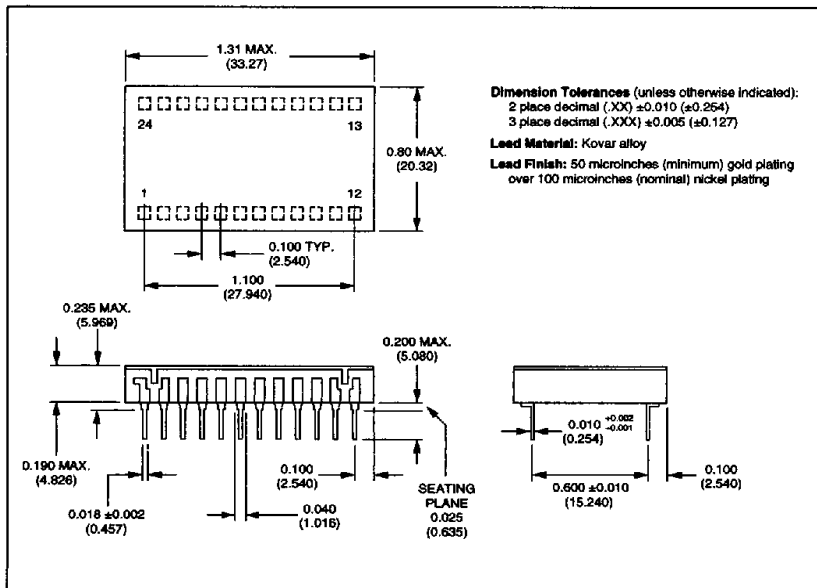 1.31 MAX.
(33.27)
24
13
1
12
0.80 MAX.
(20.32)
0.100 TYP.
(2.540)
1.100
(27.940)
Dimension Tolerances (unless otherwise indicated):
2 place decimal (.XX) ±0.010 (±0.254)
3 place decimal (.XXX) ±0.005 (±0.127)
Lead Material: Kovar alloy
Lead Finish: 50 microinches (minimum) gold plating
over 100 microinches (nominal) nickel plating
0.235 MAX.
(5.969)
0.200 MAX.
(5.080)
0.190 MAX.
(4.826)
0.018 ±0.002
(0.457)
0.040
(1.016)
0.100
(2.540)
SEATING
PLANE
0.025
(0.635)
0.010 +0.002 -0.001
(0.254)
0.600 ±0.010
(15.240)
0.100
(2.540)